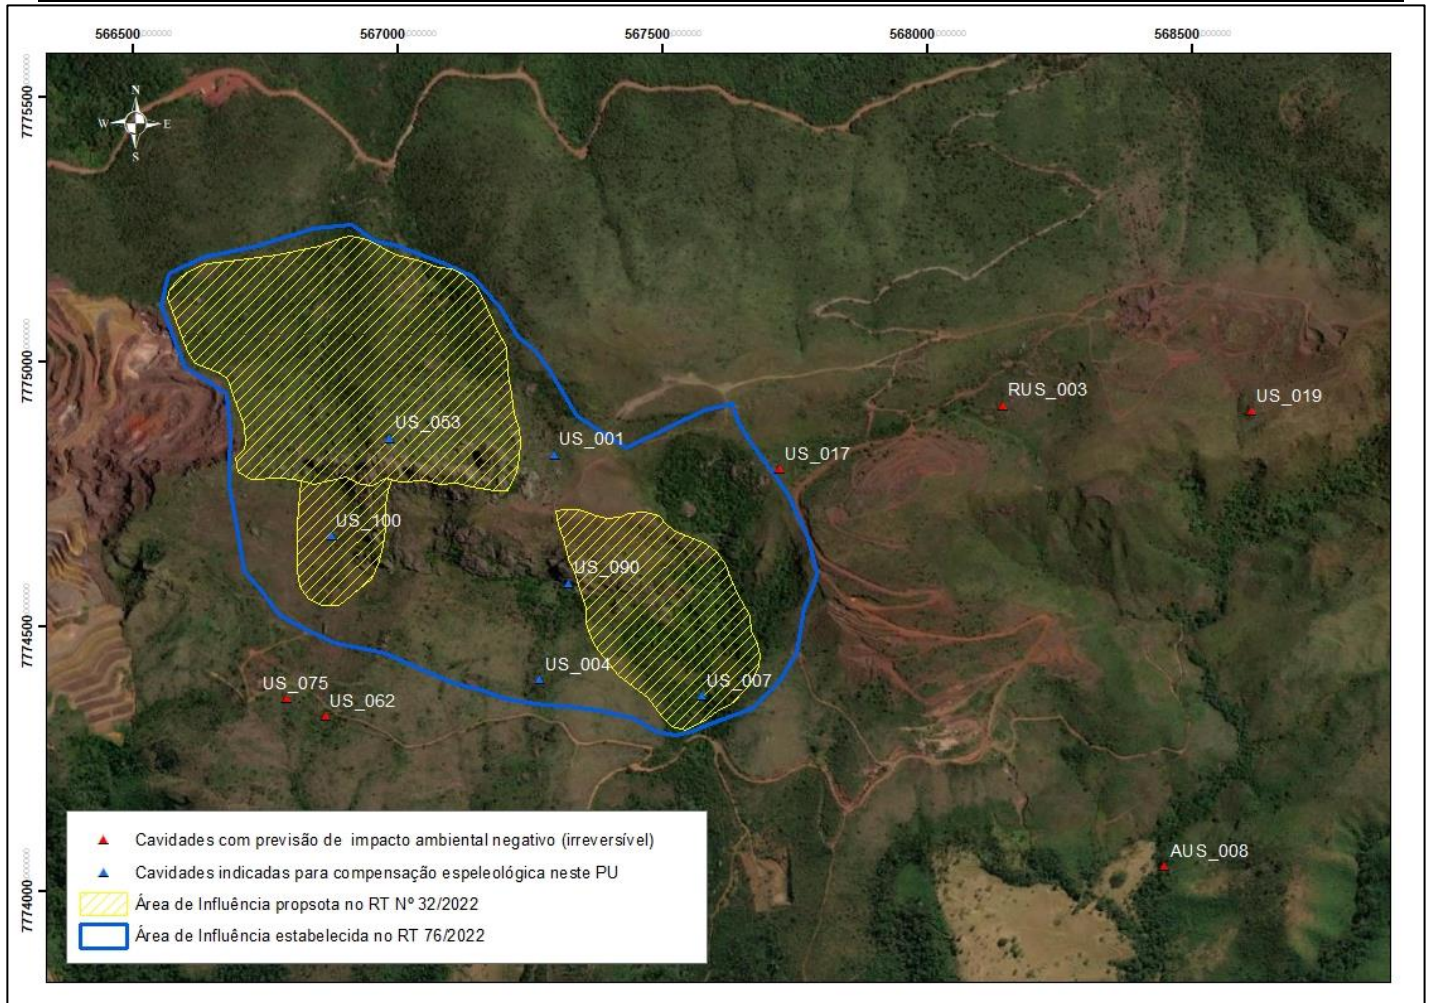 566500 567000 567500 568000 568500
7775500
7775000
7774500
7774000
N
W E
S
US_053
US_001
US_017
RUS_003
US_019
US_100
US_090
US_004
US_007
US_075
US_062
AUS_008
Cavidades com previsão de impacto ambiental negativo (irreversível)
Cavidades indicadas para compensação espeleológica neste PU
Área de Influência propsota no RT Nº 32/2022
Área de Influência estabelecida no RT 76/2022